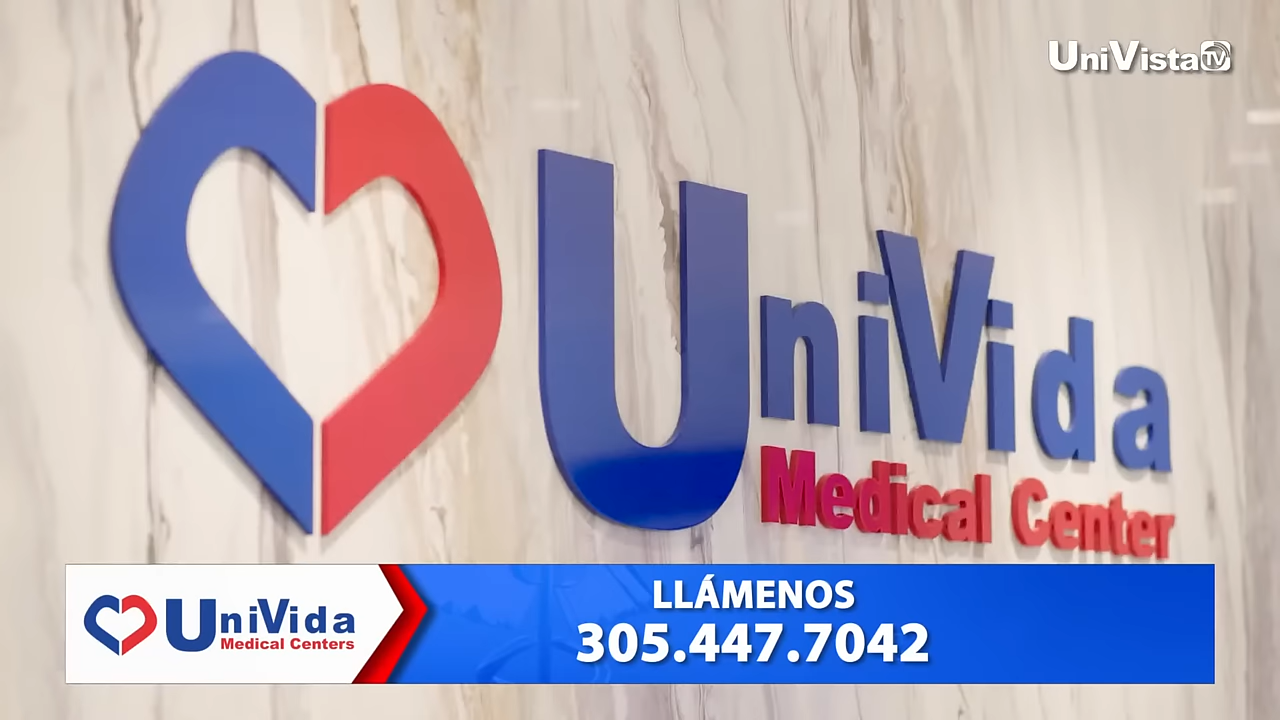 UniVista TV
UniVida
Medical Center
UniVida
Medical Centers
LLÁMENOS
305.447.7042